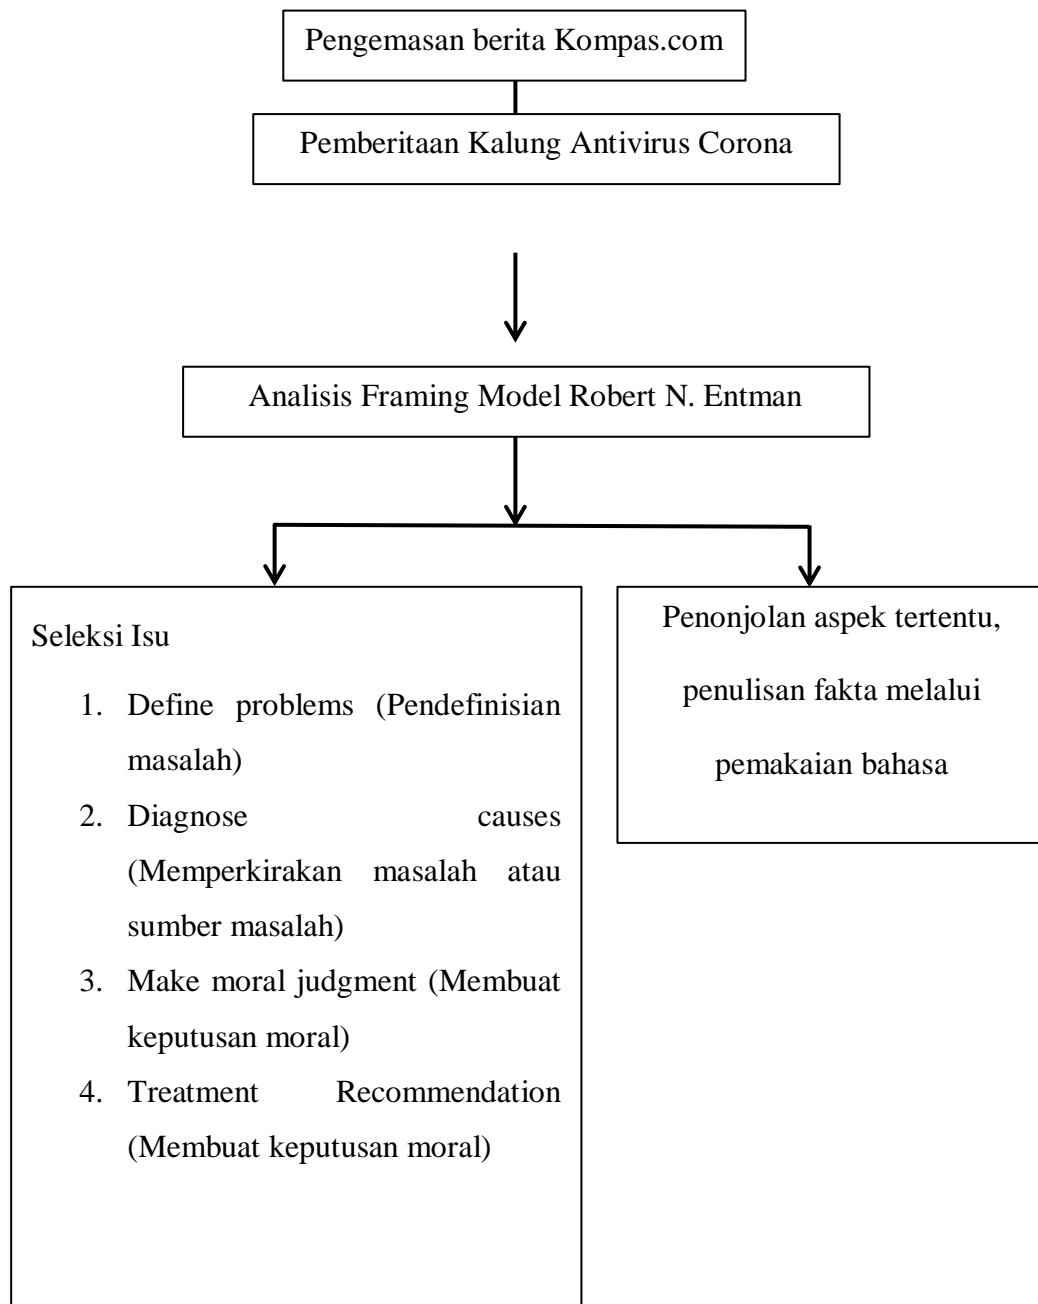 Pengemasan berita Kompas.com
Pemberitaan Kalung Antivirus Corona
Analisis Framing Model Robert N. Entman
Seleksi Isu
1. Define problems (Pendefinisian
masalah)
2. Diagnose causes
(Memperkirakan masalah atau
sumber masalah)
3. Make moral judgment (Membuat
keputusan moral)
4. Treatment Recommendation
(Membuat keputusan moral)
Penonjolan aspek tertentu,
penulisan fakta melalui
pemakaian bahasa